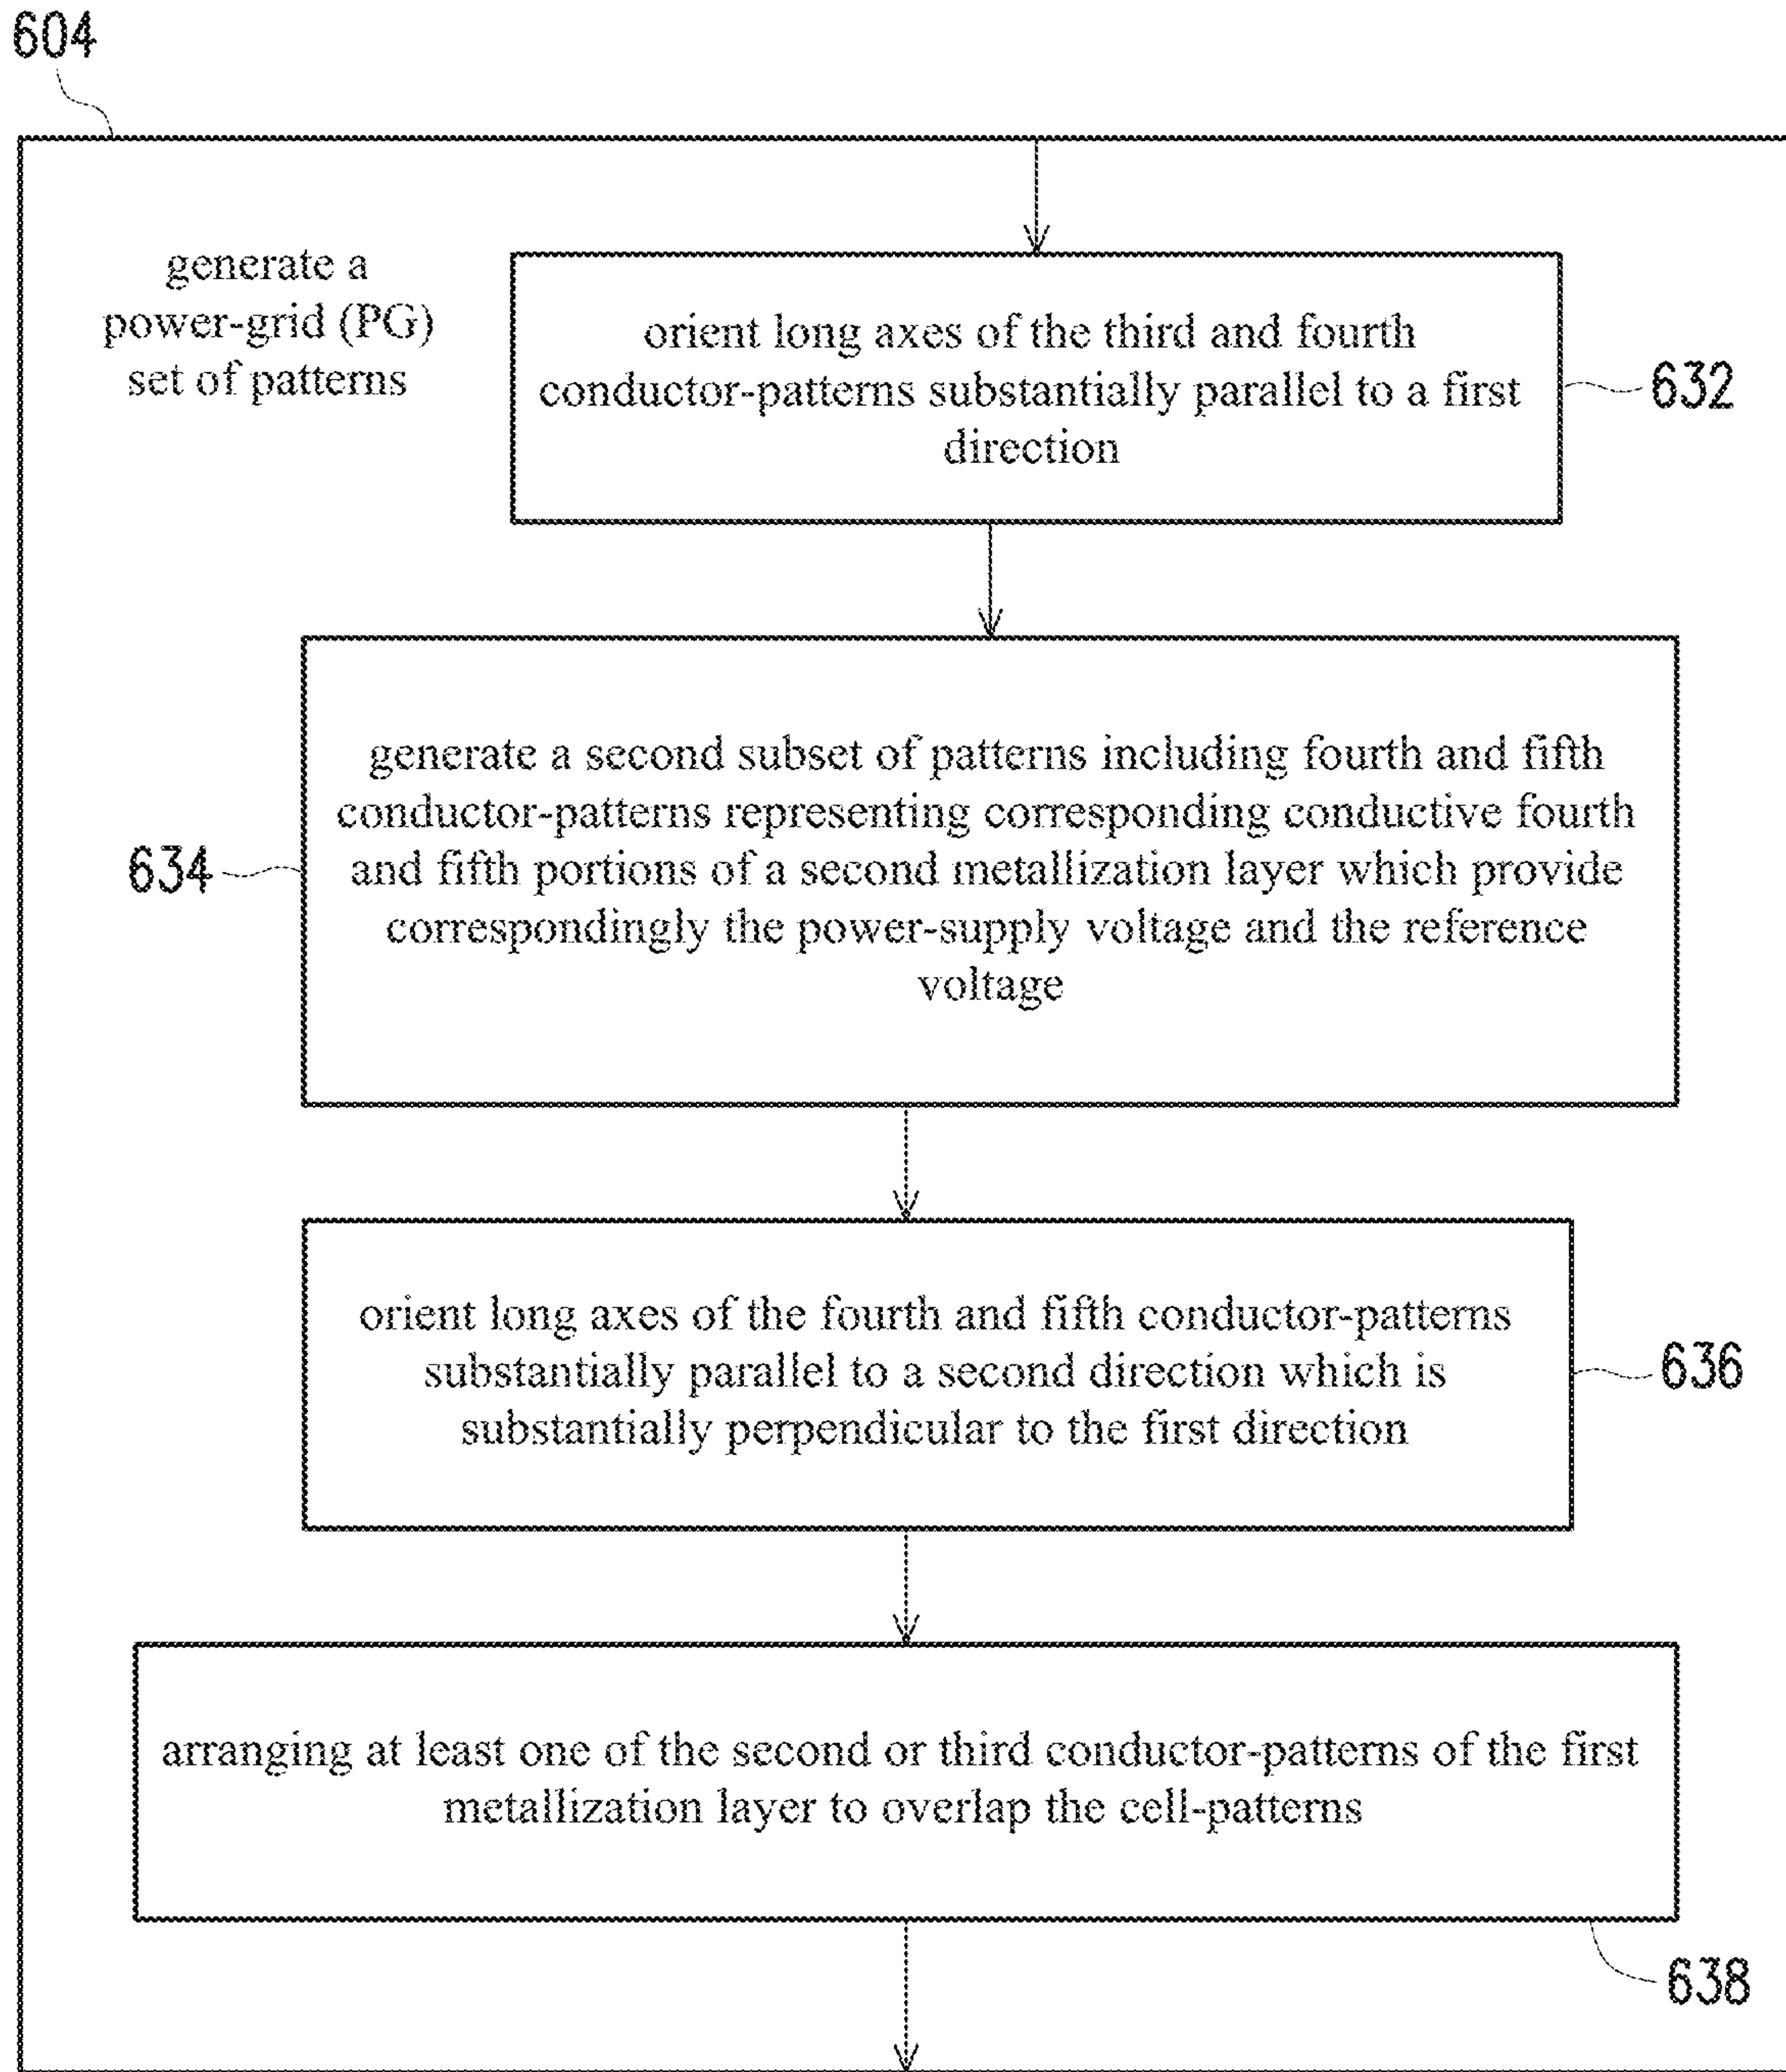 604
generate a
power-grid (PG)
set of patterns
orient long axes of the third and fourth
conductor-patterns substantially parallel to a first
direction
632
generate a second subset of patterns including fourth and fifth
conductor-patterns representing corresponding conductive fourth
and fifth portions of a second metallization layer which provide
correspondingly the power-supply voltage and the reference
voltage
634
orient long axes of the fourth and fifth conductor-patterns
substantially parallel to a second direction which is
substantially perpendicular to the first direction
636
arranging at least one of the second or third conductor-patterns of the first
metallization layer to overlap the cell-patterns
638